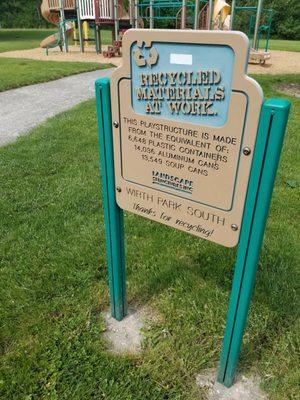 RECYCLED
MATERIALS
AT WORK.
THIS PLAYSTRUCTURE IS MADE
FROM THE EQUIVALENT OF:
6,648 PLASTIC CONTAINERS
14,036 ALUMINUM CANS
13,549 SOUP CANS
LANDSCAPE
STRUCTURES INC.
WIRTH PARK SOUTH
Thanks for recycling!